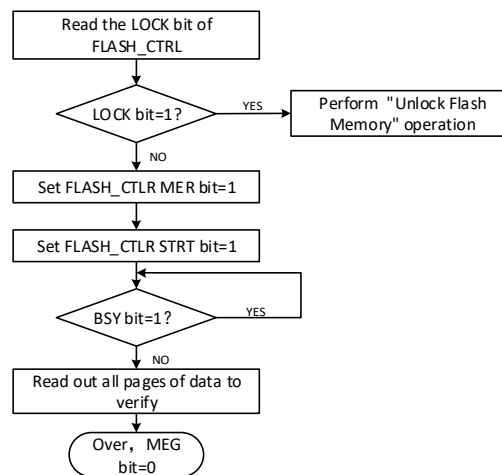 Read the LOCK bit of
FLASH_CTRL
LOCK bit=1?
YES
Perform "Unlock Flash
Memory" operation
NO
Set FLASH_CTLR MER bit=1
Set FLASH_CTLR STRT bit=1
BSY bit=1?
YES
NO
Read out all pages of data to
verify
Over, MEG
bit=0